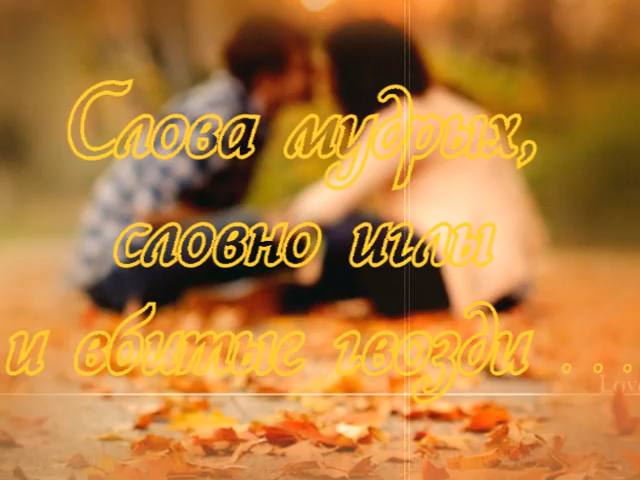 Слова мудрых,
словно иглы
и вбитые гвозди . . .